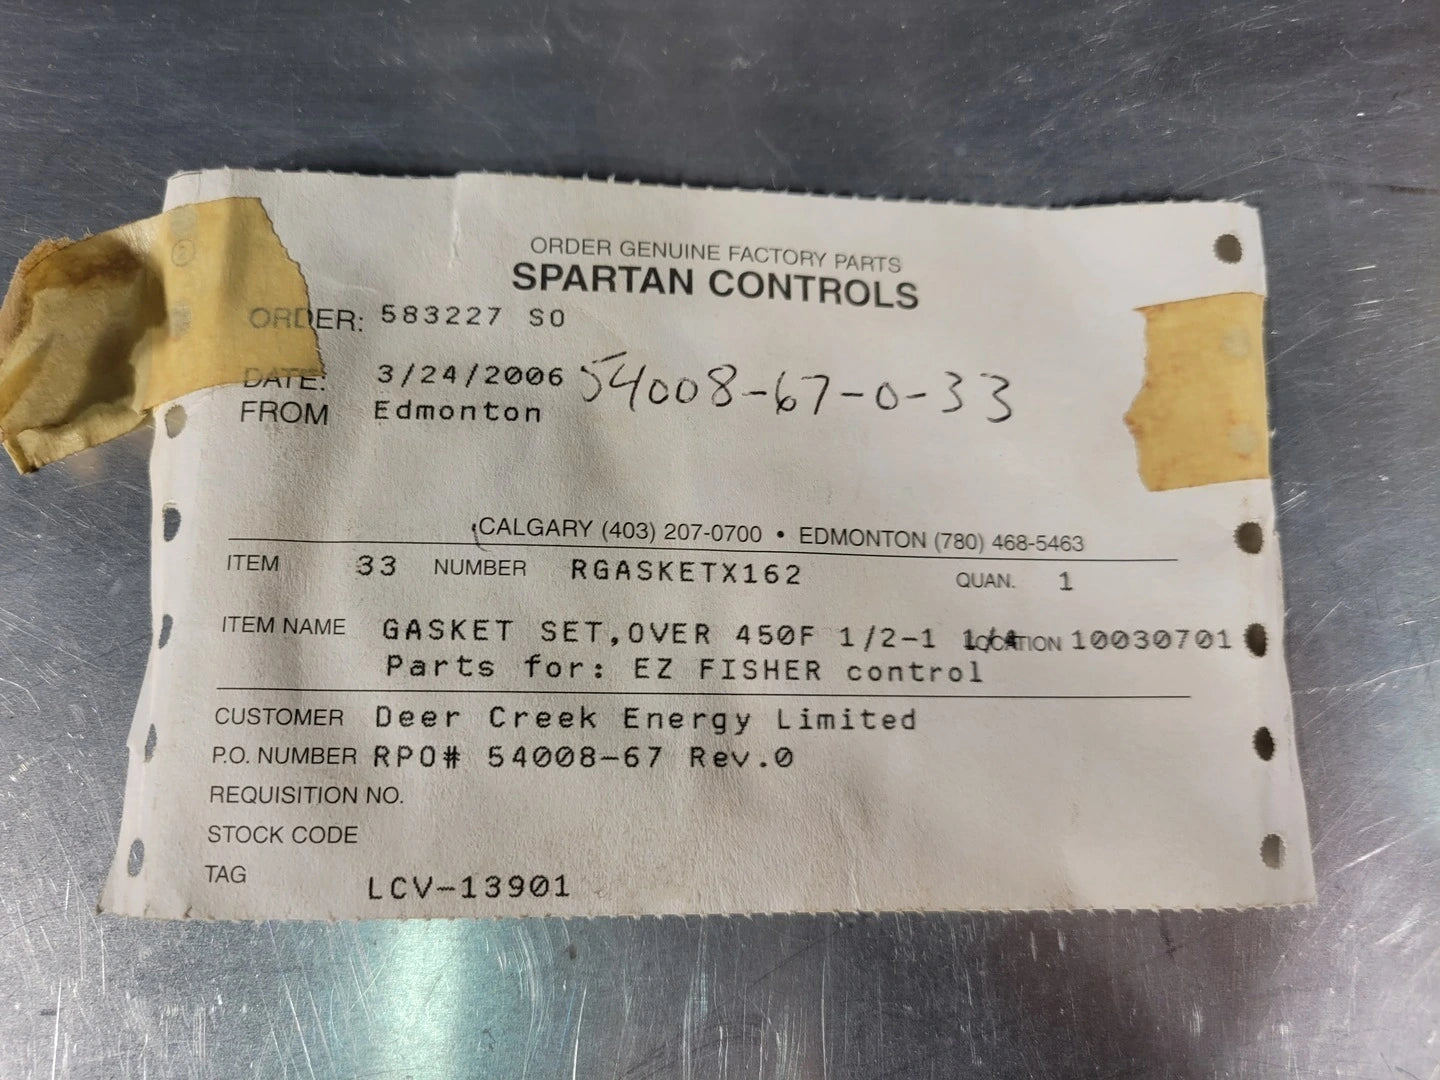 ORDER GENUINE FACTORY PARTS
SPARTAN CONTROLS
ORDER: 583227 SO
DATE: 3/24/2006 54008-67-0-33
FROM Edmonton
CALGARY (403) 207-0700 • EDMONTON (780) 468-5463
ITEM 33 NUMBER RGASKETX162 QUAN. 1
ITEM NAME GASKET SET,OVER 450F 1/2-1 1/4 LOCATION 10030701
Parts for: EZ FISHER control
CUSTOMER Deer Creek Energy Limited
P.O. NUMBER RPO# 54008-67 Rev.0
REQUISITION NO.
STOCK CODE
TAG LCV-13901